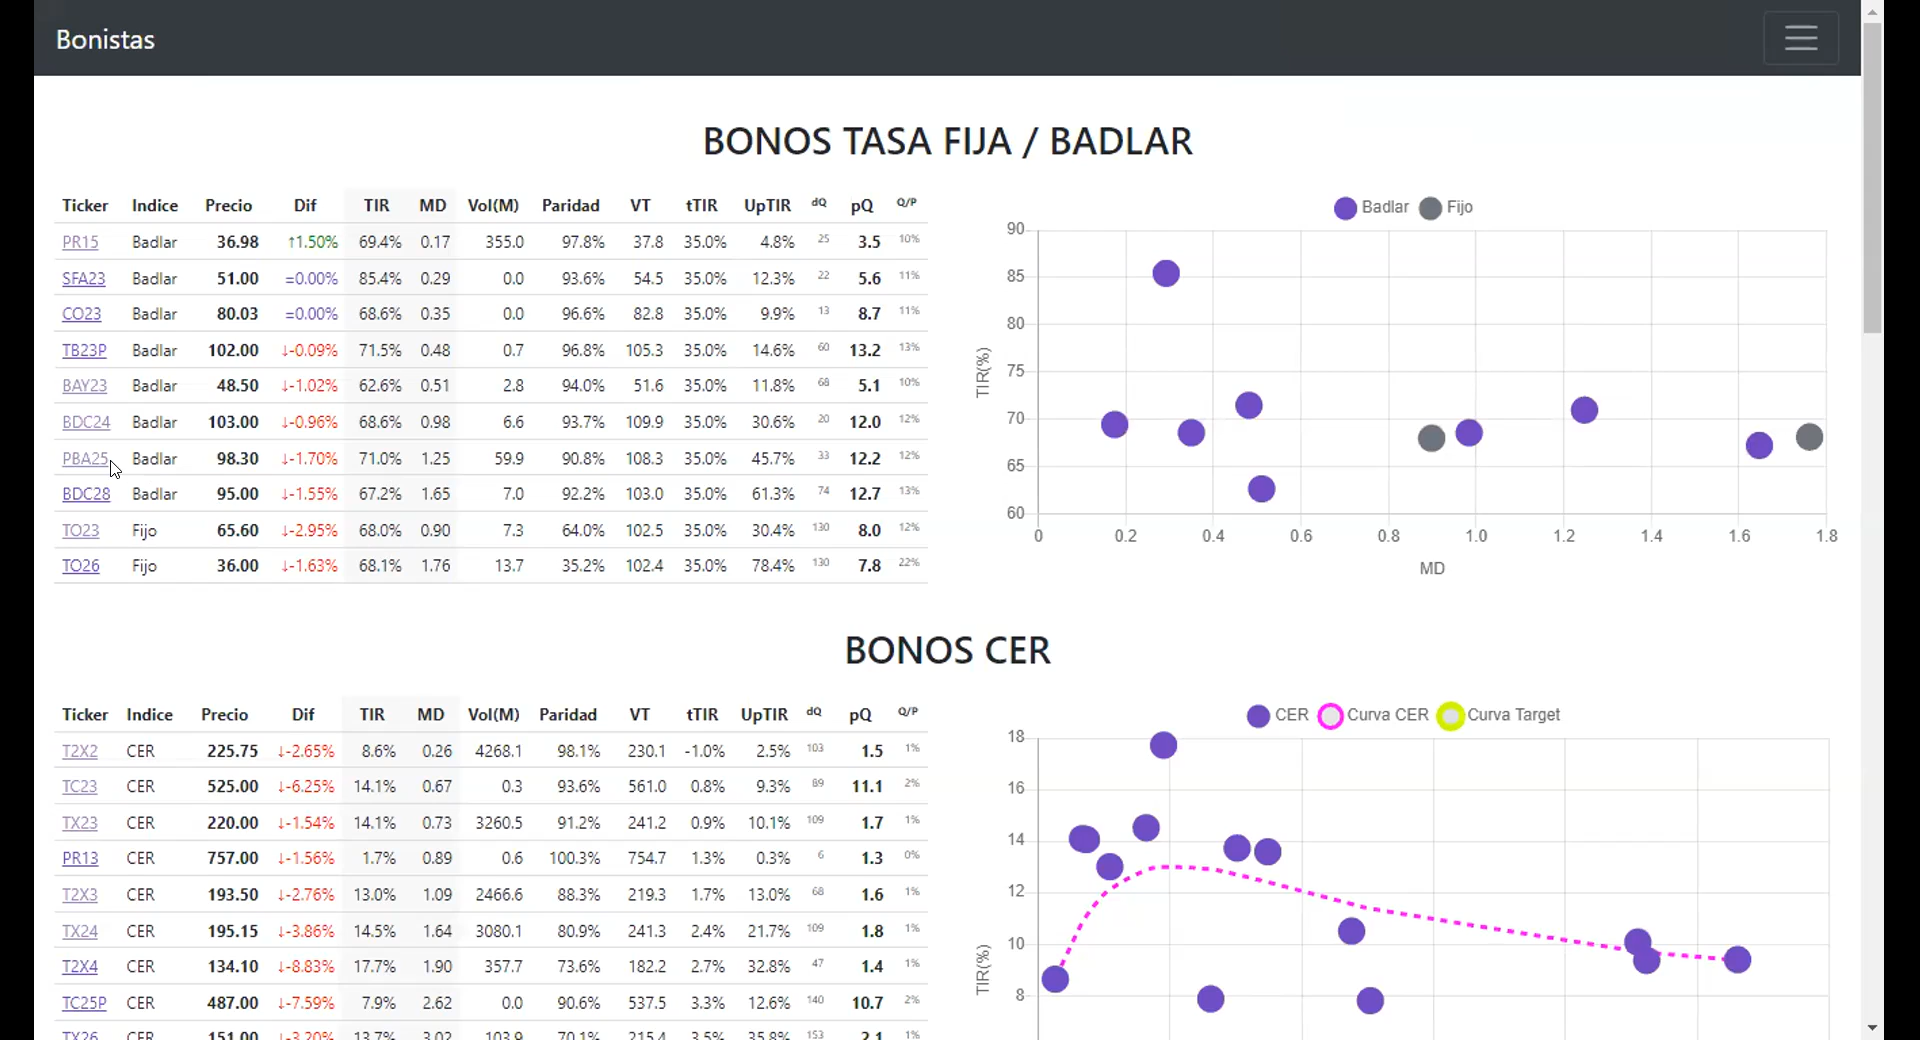 Bonistas
BONOS TASA FIJA / BADLAR
Ticker Indice Precio Dif TIR MD Vol(M) Paridad VT tTIR UpTIR dQ pQ Q/P
PR15 Badlar 36.98 ↑1.50% 69.4% 0.17 355.0 97.8% 37.8 35.0% 4.8% 25 3.5 10%
SFA23 Badlar 51.00 =0.00% 85.4% 0.29 0.0 93.6% 54.5 35.0% 12.3% 22 5.6 11%
CO23 Badlar 80.03 =0.00% 68.6% 0.35 0.0 96.6% 82.8 35.0% 9.9% 13 8.7 11%
TB23P Badlar 102.00 ↓-0.09% 71.5% 0.48 0.7 96.8% 105.3 35.0% 14.6% 60 13.2 13%
BAY23 Badlar 48.50 ↓-1.02% 62.6% 0.51 2.8 94.0% 51.6 35.0% 11.8% 68 5.1 10%
BDC24 Badlar 103.00 ↓-0.96% 68.6% 0.98 6.6 93.7% 109.9 35.0% 30.6% 20 12.0 12%
PBA25 Badlar 98.30 ↓-1.70% 71.0% 1.25 59.9 90.8% 108.3 35.0% 45.7% 33 12.2 12%
BDC28 Badlar 95.00 ↓-1.55% 67.2% 1.65 7.0 92.2% 103.0 35.0% 61.3% 74 12.7 13%
TO23 Fijo 65.60 ↓-2.95% 68.0% 0.90 7.3 64.0% 102.5 35.0% 30.4% 130 8.0 12%
TO26 Fijo 36.00 ↓-1.63% 68.1% 1.76 13.7 35.2% 102.4 35.0% 78.4% 130 7.8 22%
Badlar Fijo
90
85
80
75
70
65
60
TIR(%)
0 0.2 0.4 0.6 0.8 1.0 1.2 1.4 1.6 1.8
MD
BONOS CER
Ticker Indice Precio Dif TIR MD Vol(M) Paridad VT tTIR UpTIR dQ pQ Q/P
T2X2 CER 225.75 ↓-2.65% 8.6% 0.26 4268.1 98.1% 230.1 -1.0% 2.5% 103 1.5 1%
TC23 CER 525.00 ↓-6.25% 14.1% 0.67 0.3 93.6% 561.0 0.8% 9.3% 89 11.1 2%
TX23 CER 220.00 ↓-1.54% 14.1% 0.73 3260.5 91.2% 241.2 0.9% 10.1% 109 1.7 1%
PR13 CER 757.00 ↓-1.56% 1.7% 0.89 0.6 100.3% 754.7 1.3% 0.3% 6 1.3 0%
T2X3 CER 193.50 ↓-2.76% 13.0% 1.09 2466.6 88.3% 219.3 1.7% 13.0% 68 1.6 1%
TX24 CER 195.15 ↓-3.86% 14.5% 1.64 3080.1 80.9% 241.3 2.4% 21.7% 109 1.8 1%
T2X4 CER 134.10 ↓-8.83% 17.7% 1.90 357.7 73.6% 182.2 2.7% 32.8% 47 1.4 1%
TC25P CER 487.00 ↓-7.59% 7.9% 2.62 0.0 90.6% 537.5 3.3% 12.6% 140 10.7 2%
TX26 CER 151.00 ↓-3.20% 13.7% 3.02 103.9 70.1% 215.4 3.5% 35.8% 153 2.1 1%
CER Curva CER Curva Target
18
16
14
12
10
8
TIR(%)